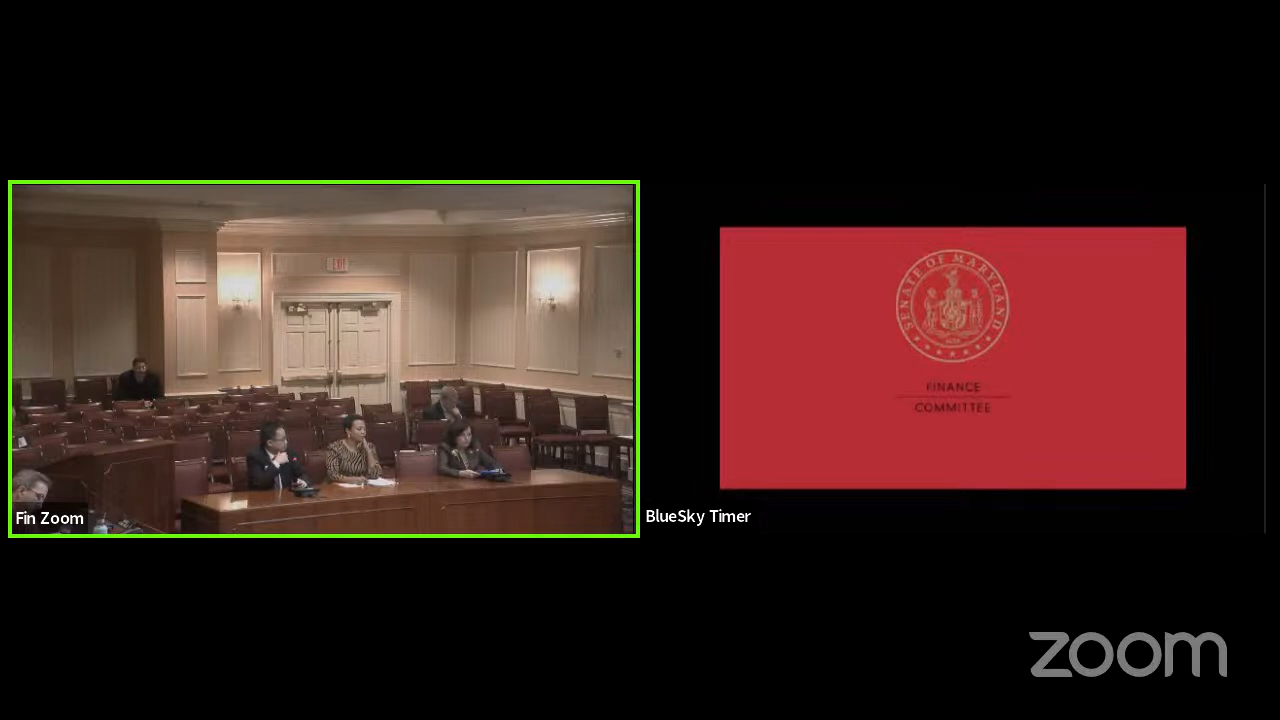 EXIT
Fin Zoom
SENATE OF MARYLAND
FINANCE
COMMITTEE
BlueSky Timer
zoom